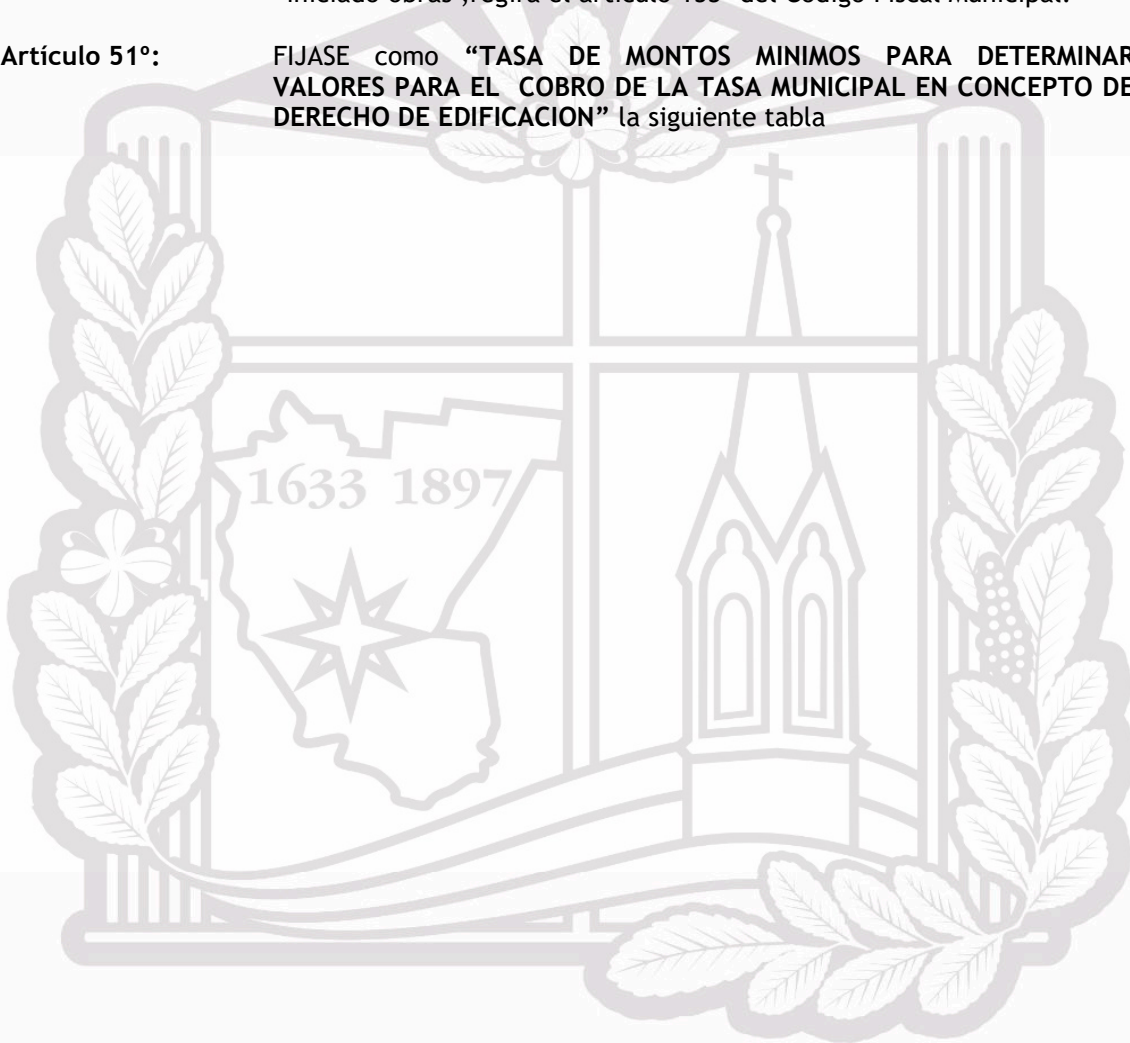 Artículo 51º: FIJASE como “TASA DE MONTOS MINIMOS PARA DETERMINAR
VALORES PARA EL COBRO DE LA TASA MUNICIPAL EN CONCEPTO DE
DERECHO DE EDIFICACION” la siguiente tabla
1633 1897